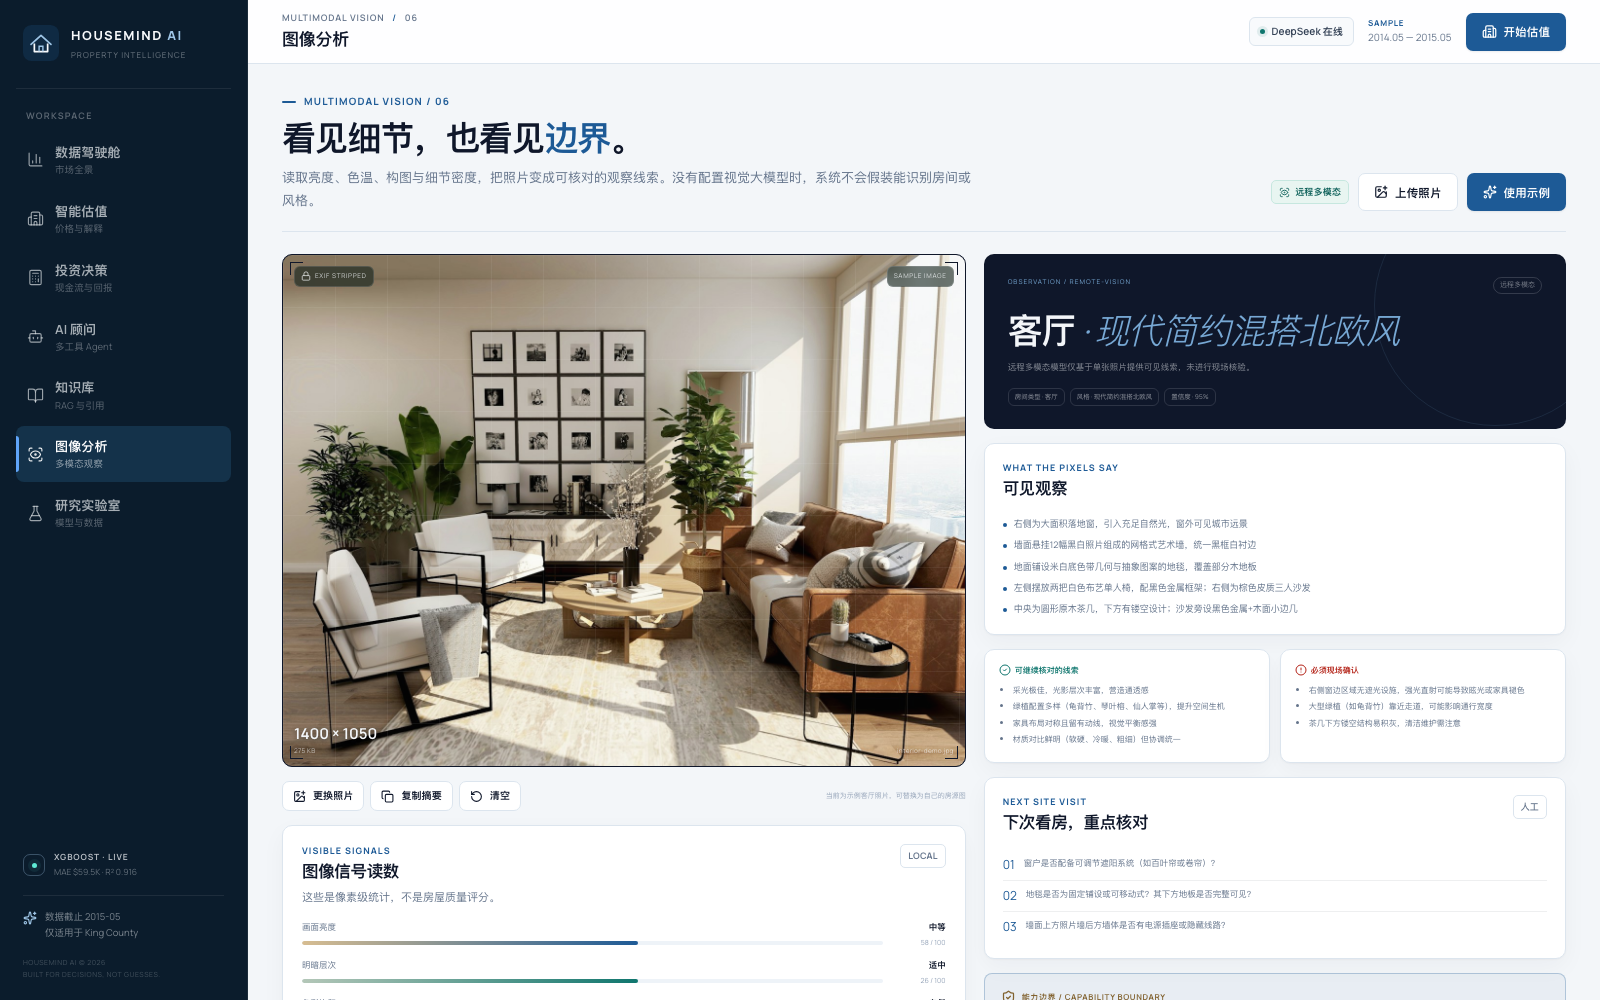 HOUSEMIND AI
PROPERTY INTELLIGENCE
WORKSPACE
数据驾驶舱
市场全景
智能估值
价格与解释
投资决策
现金流与回报
AI 顾问
多工具 Agent
知识库
RAG 与引用
图像分析
多模态观察
研究实验室
模型与数据
XGBOOST · LIVE
MAE $59.5K · R² 0.916
数据截止 2015-05
仅适用于 King County
HOUSEMIND AI © 2026
BUILT FOR DECISIONS, NOT GUESSES.
MULTIMODAL VISION / 06
图像分析
DeepSeek 在线
SAMPLE
2014.05 — 2015.05
开始估值
MULTIMODAL VISION / 06
看见细节，也看见边界。
读取亮度、色温、构图与细节密度，把照片变成可核对的观察线索。没有配置视觉大模型时，系统不会假装能识别房间或
风格。
远程多模态
上传照片
使用示例
EXIF STRIPPED
SAMPLE IMAGE
1400 × 1050
275 KB
interior-demo.jpg
更换照片
复制摘要
清空
当前为示例客厅照片，可替换为自己的房源图
VISIBLE SIGNALS
图像信号读数
这些是像素级统计，不是房屋质量评分。
LOCAL
画面亮度
中等
58 / 100
明暗层次
适中
26 / 100
OBSERVATION / REMOTE-VISION
远程多模态
客厅 · 现代简约混搭北欧风
远程多模态模型仅基于单张照片提供可见线索，未进行现场核验。
房间类型 · 客厅
风格 · 现代简约混搭北欧风
置信度 · 95%
WHAT THE PIXELS SAY
可见观察
右侧为大面积落地窗，引入充足自然光，窗外可见城市远景
墙面悬挂12幅黑白照片组成的网格式艺术墙，统一黑框白衬边
地面铺设米白底色带几何与抽象图案的地毯，覆盖部分木地板
左侧摆放两把白色布艺单人椅，配黑色金属框架；右侧为棕色皮质三人沙发
中央为圆形原木茶几，下方有镂空设计；沙发旁设黑色金属+木面小边几
可继续核对的线索
采光极佳，光影层次丰富，营造通透感
绿植配置多样（龟背竹、琴叶榕、仙人掌等），提升空间生机
家具布局对称且留有动线，视觉平衡感强
材质对比鲜明（软硬、冷暖、粗细）但协调统一
必须现场确认
右侧窗边区域无遮光设施，强光直射可能导致眩光或家具褪色
大型绿植（如龟背竹）靠近走道，可能影响通行宽度
茶几下方镂空结构易积灰，清洁维护需注意
NEXT SITE VISIT
下次看房，重点核对
人工
01 窗户是否配备可调节遮阳系统（如百叶帘或卷帘）？
02 地毯是否为固定铺设或可移动式？其下方地板是否完整可见？
03 墙面上方照片墙后方墙体是否有电源插座或隐藏线路？
能力边界 / CAPABILITY BOUNDARY